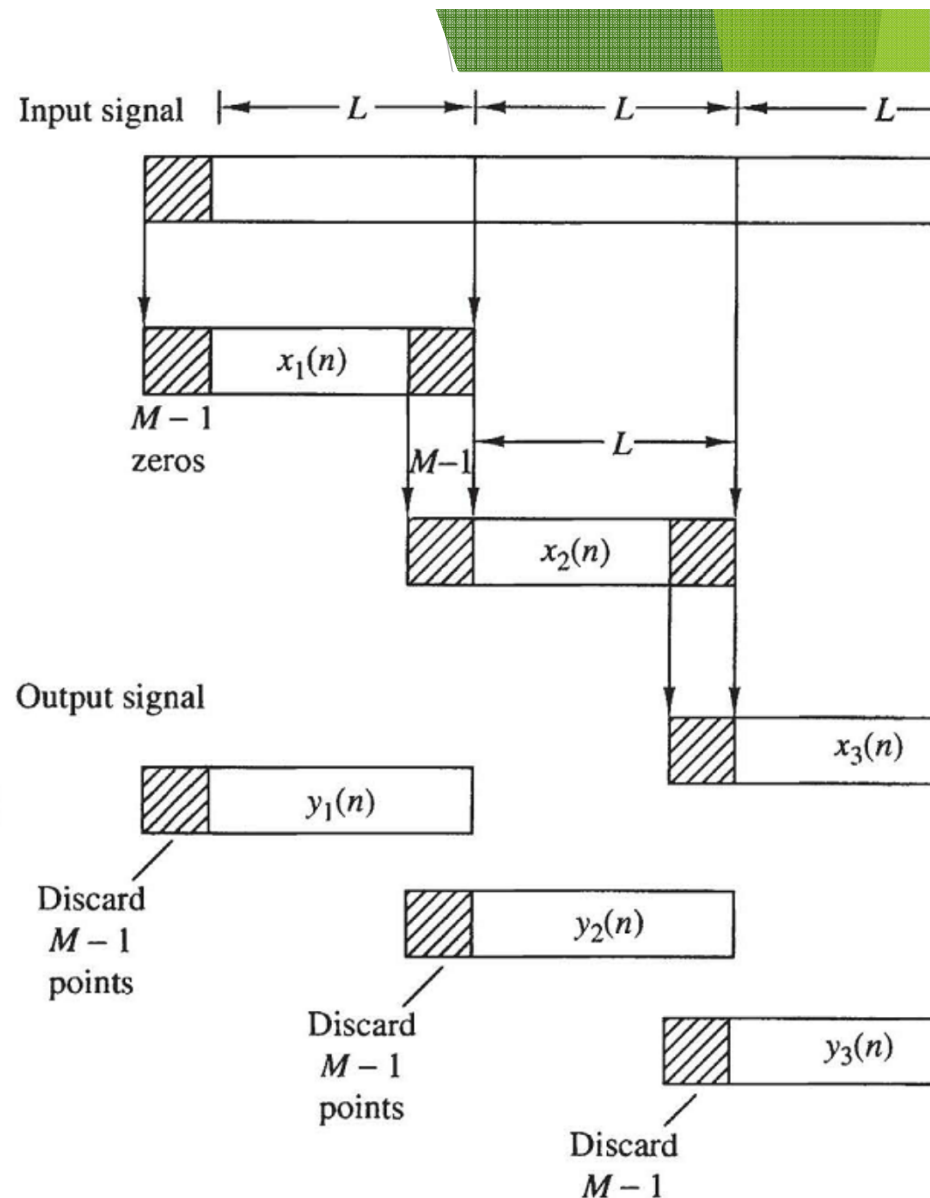 Input signal L L L
x₁(n)
M – 1
zeros
L
M–1
x₂(n)
Output signal
x₃(n)
y₁(n)
Discard
M – 1
points
y₂(n)
Discard
M – 1
points
y₃(n)
Discard
M – 1